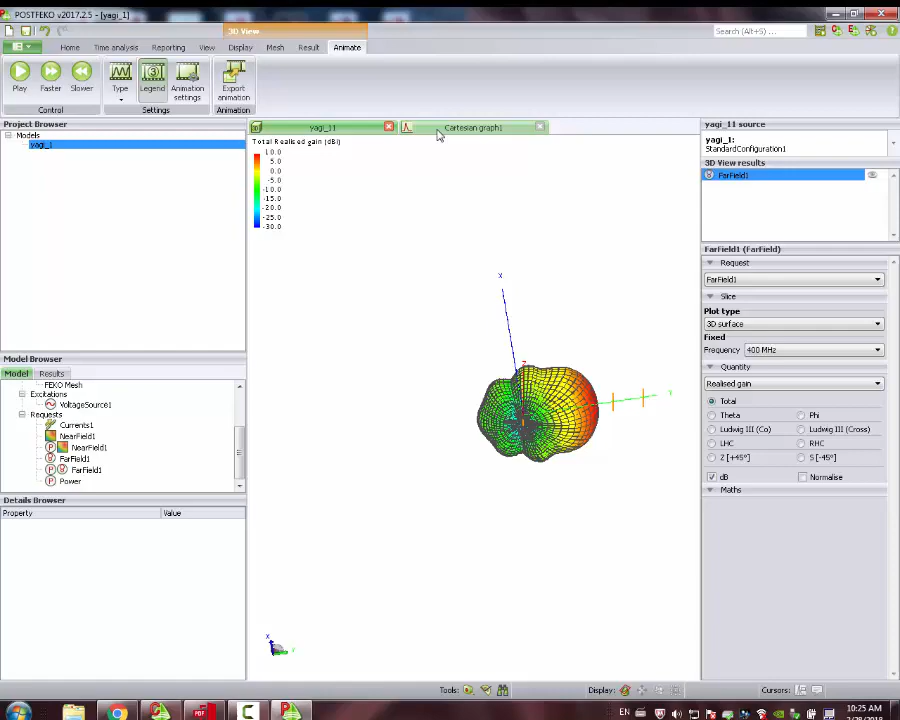 POSTFEKO v2017.2.5 - [yagi_1]
3D View
Home Time analysis Reporting View Display Mesh Result Animate
Search (Alt+S) ...
Play Faster Slower Type Legend Animation settings Export animation
Control Settings Animation
Project Browser
Models
yagi_1
yagi_11 Cartesian graph1
Total Realised gain (dBi)
10.0
5.0
0.0
-5.0
-10.0
-15.0
-20.0
-25.0
-30.0
X
Z
Y
X
Y
yagi_11 source
yagi_1:
StandardConfiguration1
3D View results
FarField1
FarField1 (FarField)
Request
FarField1
Slice
Plot type
3D surface
Fixed
Frequency 400 MHz
Quantity
Realised gain
Total
Theta Phi
Ludwig III (Co) Ludwig III (Cross)
LHC RHC
Z [+45°] S [-45°]
dB Normalise
Maths
Model Browser
Model Results
FEKO Mesh
Excitations
VoltageSource1
Requests
Currents1
NearField1
P NearField1
FarField1
P FarField1
P Power
Details Browser
Property Value
Tools: Display: Cursors:
PDF
EN 10:25 AM